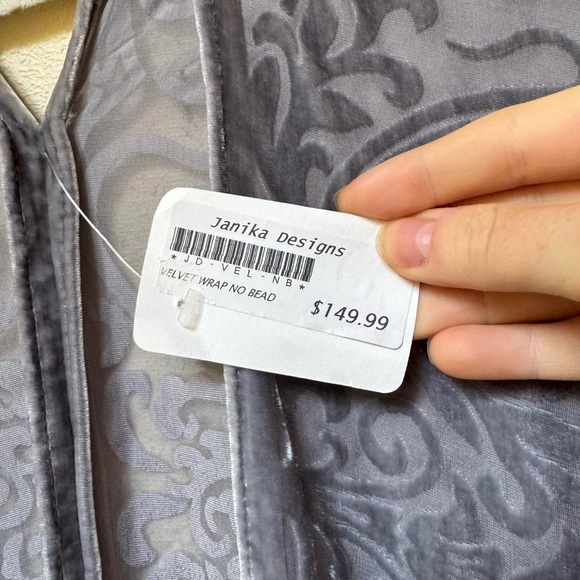 Janika Designs
*JD-VEL-NB*
VELVET WRAP NO BEAD
$149.99